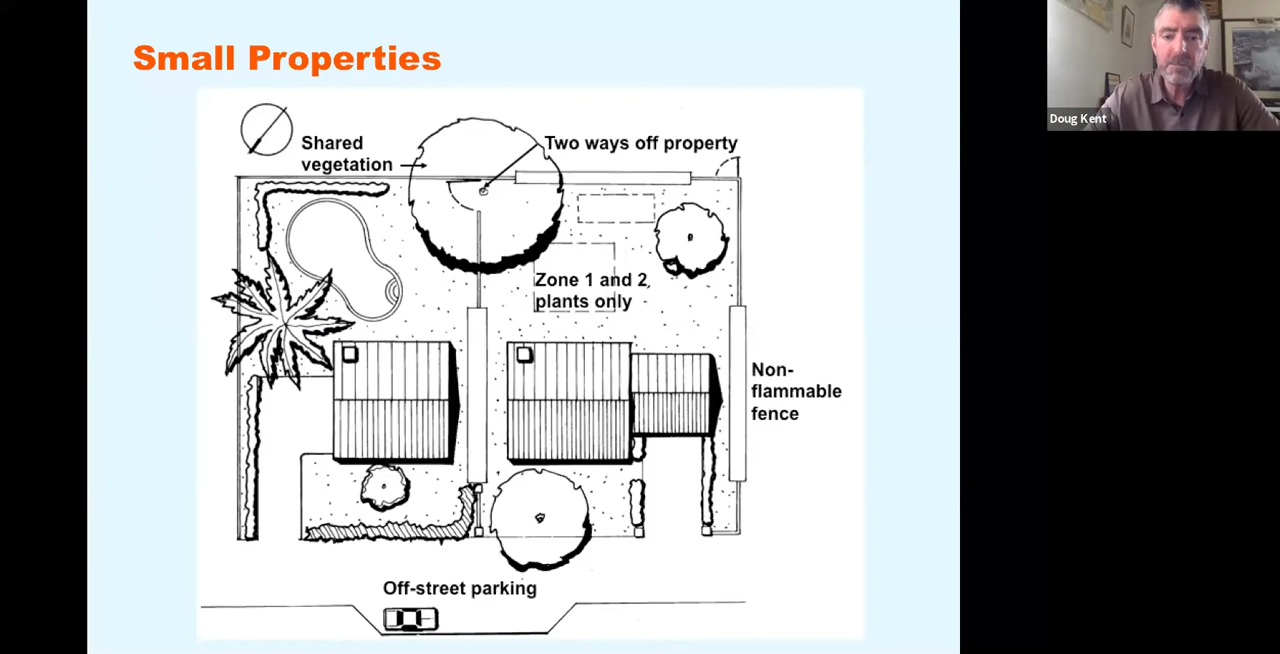 Small Properties
Shared
vegetation
Two ways off property
Zone 1 and 2
plants only
Non-
flammable
fence
Off-street parking
Doug Kent